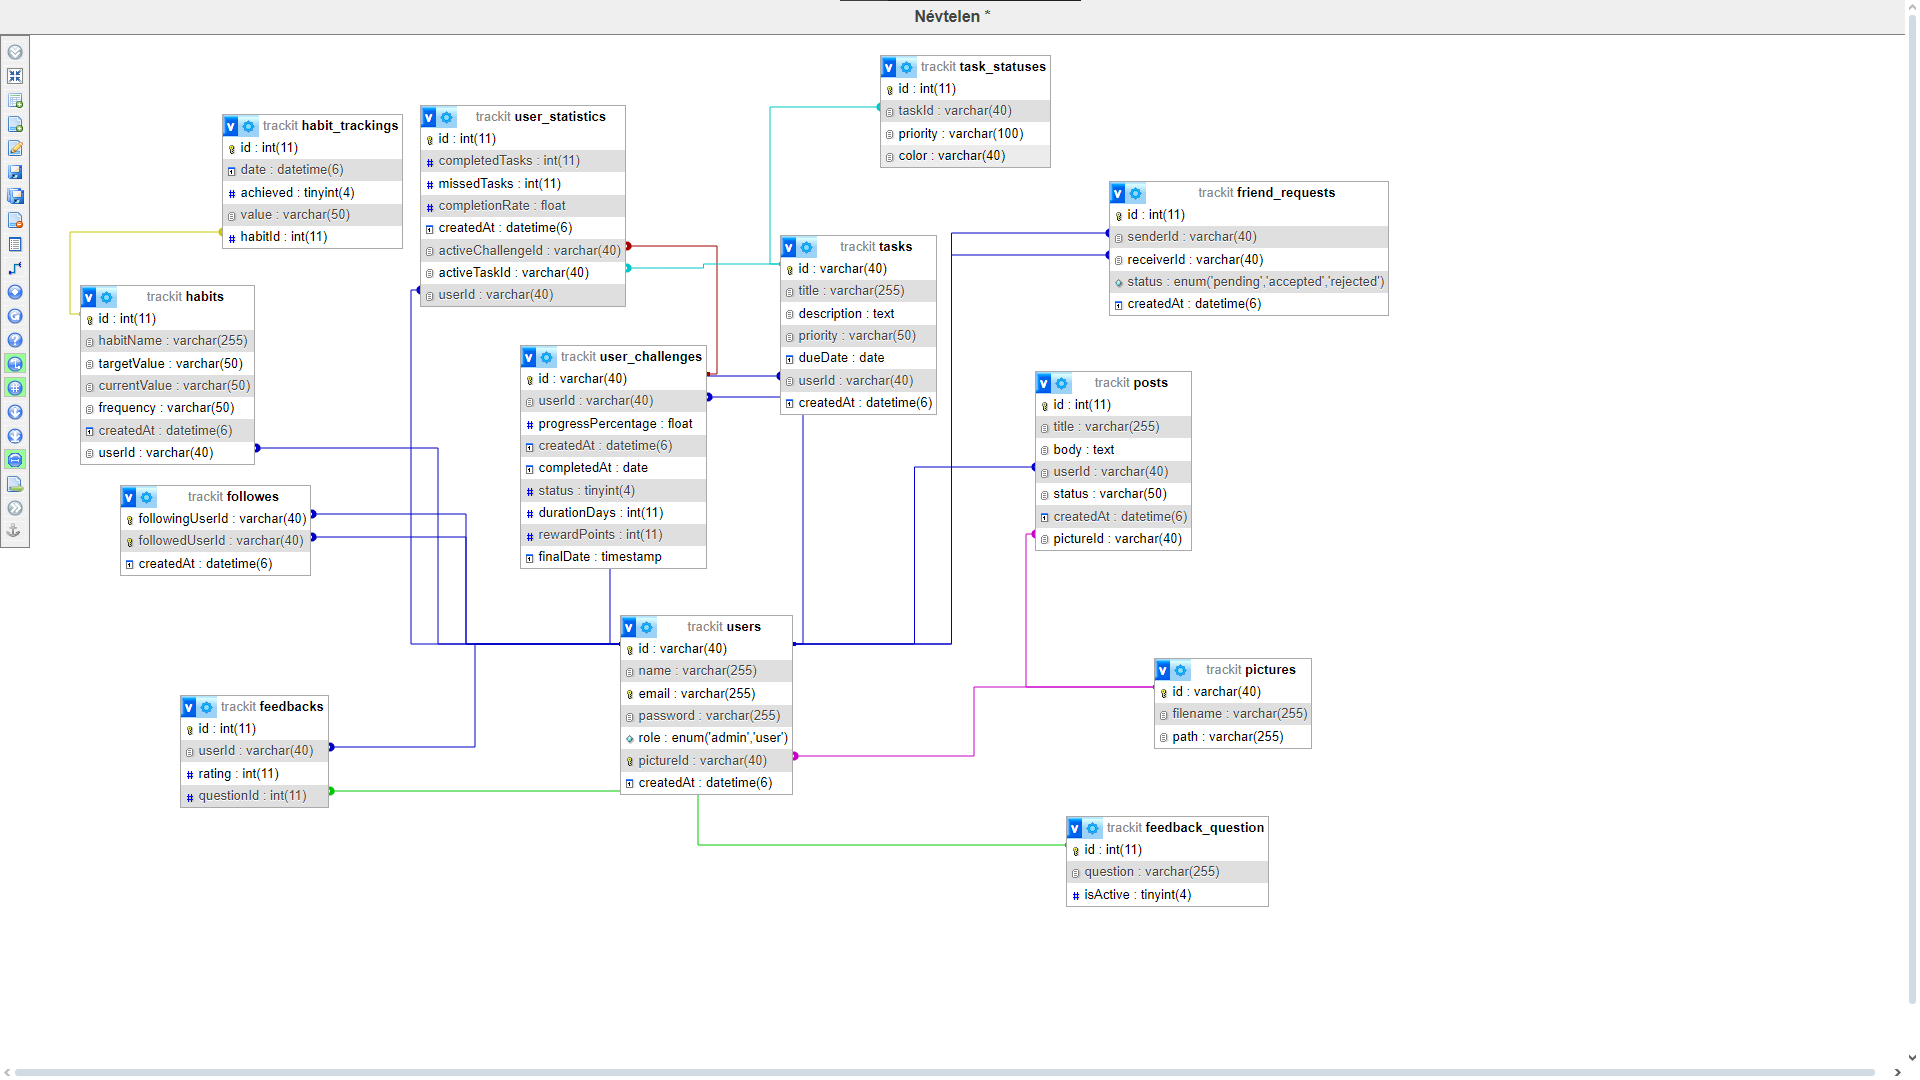 Névtelen *
trackit task_statuses
id : int(11)
taskId : varchar(40)
priority : varchar(100)
color : varchar(40)
trackit habit_trackings
id : int(11)
date : datetime(6)
achieved : tinyint(4)
value : varchar(50)
habitId : int(11)
trackit user_statistics
id : int(11)
completedTasks : int(11)
missedTasks : int(11)
completionRate : float
createdAt : datetime(6)
activeChallengeId : varchar(40)
activeTaskId : varchar(40)
userId : varchar(40)
trackit friend_requests
id : int(11)
senderId : varchar(40)
receiverId : varchar(40)
status : enum('pending','accepted','rejected')
createdAt : datetime(6)
trackit tasks
id : varchar(40)
title : varchar(255)
description : text
priority : varchar(50)
dueDate : date
userId : varchar(40)
createdAt : datetime(6)
trackit habits
id : int(11)
habitName : varchar(255)
targetValue : varchar(50)
currentValue : varchar(50)
frequency : varchar(50)
createdAt : datetime(6)
userId : varchar(40)
trackit user_challenges
id : varchar(40)
userId : varchar(40)
progressPercentage : float
createdAt : datetime(6)
completedAt : date
status : tinyint(4)
durationDays : int(11)
rewardPoints : int(11)
finalDate : timestamp
trackit posts
id : int(11)
title : varchar(255)
body : text
userId : varchar(40)
status : varchar(50)
createdAt : datetime(6)
pictureId : varchar(40)
trackit followes
followingUserId : varchar(40)
followedUserId : varchar(40)
createdAt : datetime(6)
trackit users
id : varchar(40)
name : varchar(255)
email : varchar(255)
password : varchar(255)
role : enum('admin','user')
pictureId : varchar(40)
createdAt : datetime(6)
trackit pictures
id : varchar(40)
filename : varchar(255)
path : varchar(255)
trackit feedbacks
id : int(11)
userId : varchar(40)
rating : int(11)
questionId : int(11)
trackit feedback_question
id : int(11)
question : varchar(255)
isActive : tinyint(4)